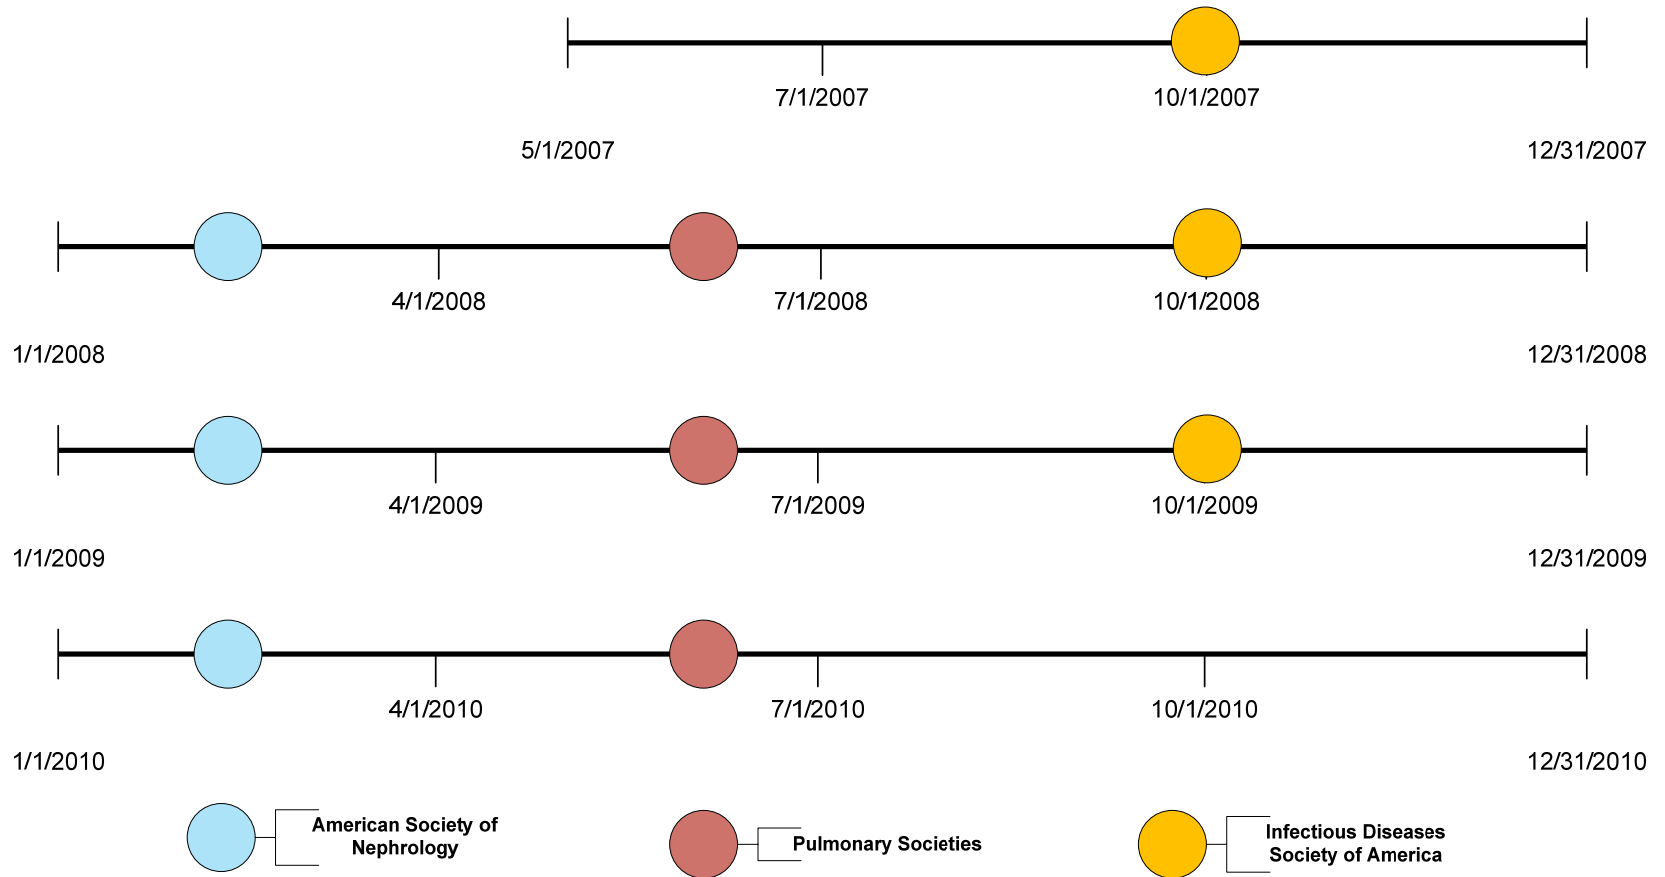 7/1/2007 10/1/2007
5/1/2007 12/31/2007
4/1/2008 7/1/2008 10/1/2008
1/1/2008 12/31/2008
4/1/2009 7/1/2009 10/1/2009
1/1/2009 12/31/2009
4/1/2010 7/1/2010 10/1/2010
1/1/2010 12/31/2010
American Society of
Nephrology
Pulmonary Societies
Infectious Diseases
Society of America